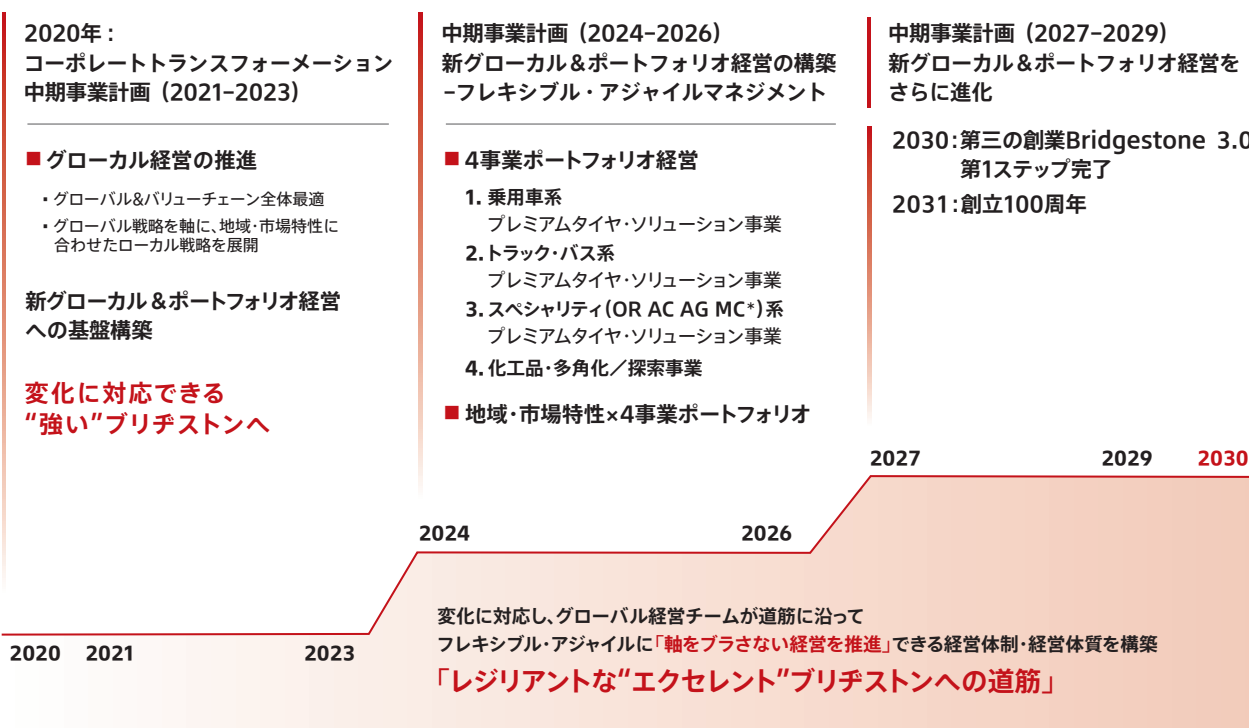 2020年：
コーポレートトランスフォーメーション
中期事業計画（2021–2023）
■ グローカル経営の推進
・グローバル&バリューチェーン全体最適
・グローバル戦略を軸に、地域・市場特性に
合わせたローカル戦略を展開
新グローカル＆ポートフォリオ経営
への基盤構築
変化に対応できる
“強い”ブリヂストンへ
中期事業計画（2024–2026）
新グローカル＆ポートフォリオ経営の構築
–フレキシブル・アジャイルマネジメント
■ 4事業ポートフォリオ経営
1. 乗用車系
プレミアムタイヤ・ソリューション事業
2. トラック・バス系
プレミアムタイヤ・ソリューション事業
3. スペシャリティ（OR AC AG MC*）系
プレミアムタイヤ・ソリューション事業
4. 化工品・多角化／探索事業
■ 地域・市場特性×4事業ポートフォリオ
中期事業計画（2027–2029）
新グローカル＆ポートフォリオ経営を
さらに進化
2030：第三の創業Bridgestone 3.0
第1ステップ完了
2031：創立100周年
2027 2029 2030
2024 2026
2020 2021 2023
変化に対応し、グローバル経営チームが道筋に沿って
フレキシブル・アジャイルに「軸をブラさない経営を推進」できる経営体制・経営体質を構築
「レジリアントな“エクセレント”ブリヂストンへの道筋」